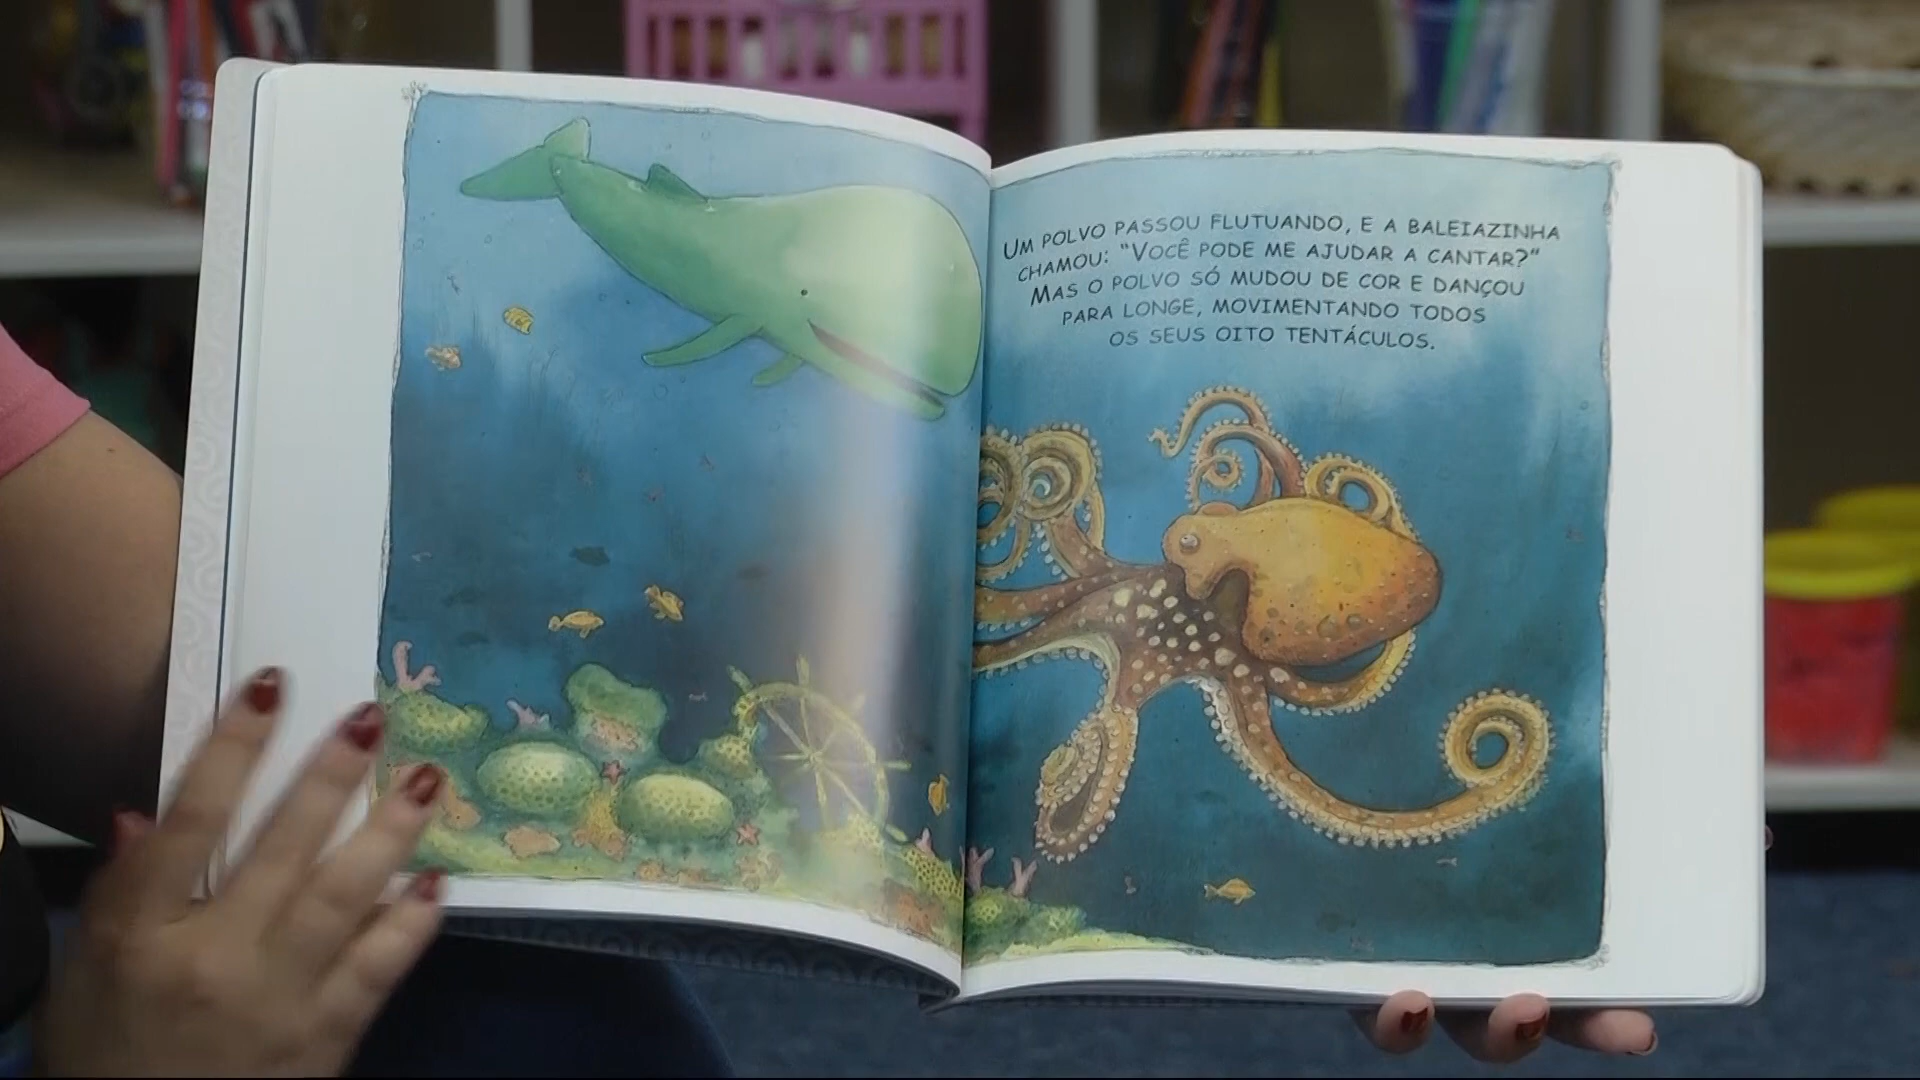 UM POLVO PASSOU FLUTUANDO, E A BALEIAZINHA
CHAMOU: "VOCÊ PODE ME AJUDAR A CANTAR?"
MAS O POLVO SÓ MUDOU DE COR E DANÇOU
PARA LONGE, MOVIMENTANDO TODOS
OS SEUS OITO TENTÁCULOS.